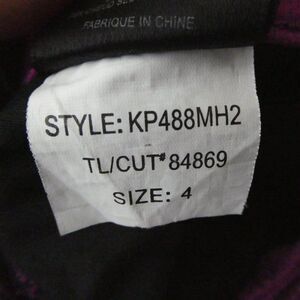 FABRIQUE IN CHINE
STYLE: KP488MH2
TL/CUT# 84869
SIZE: 4